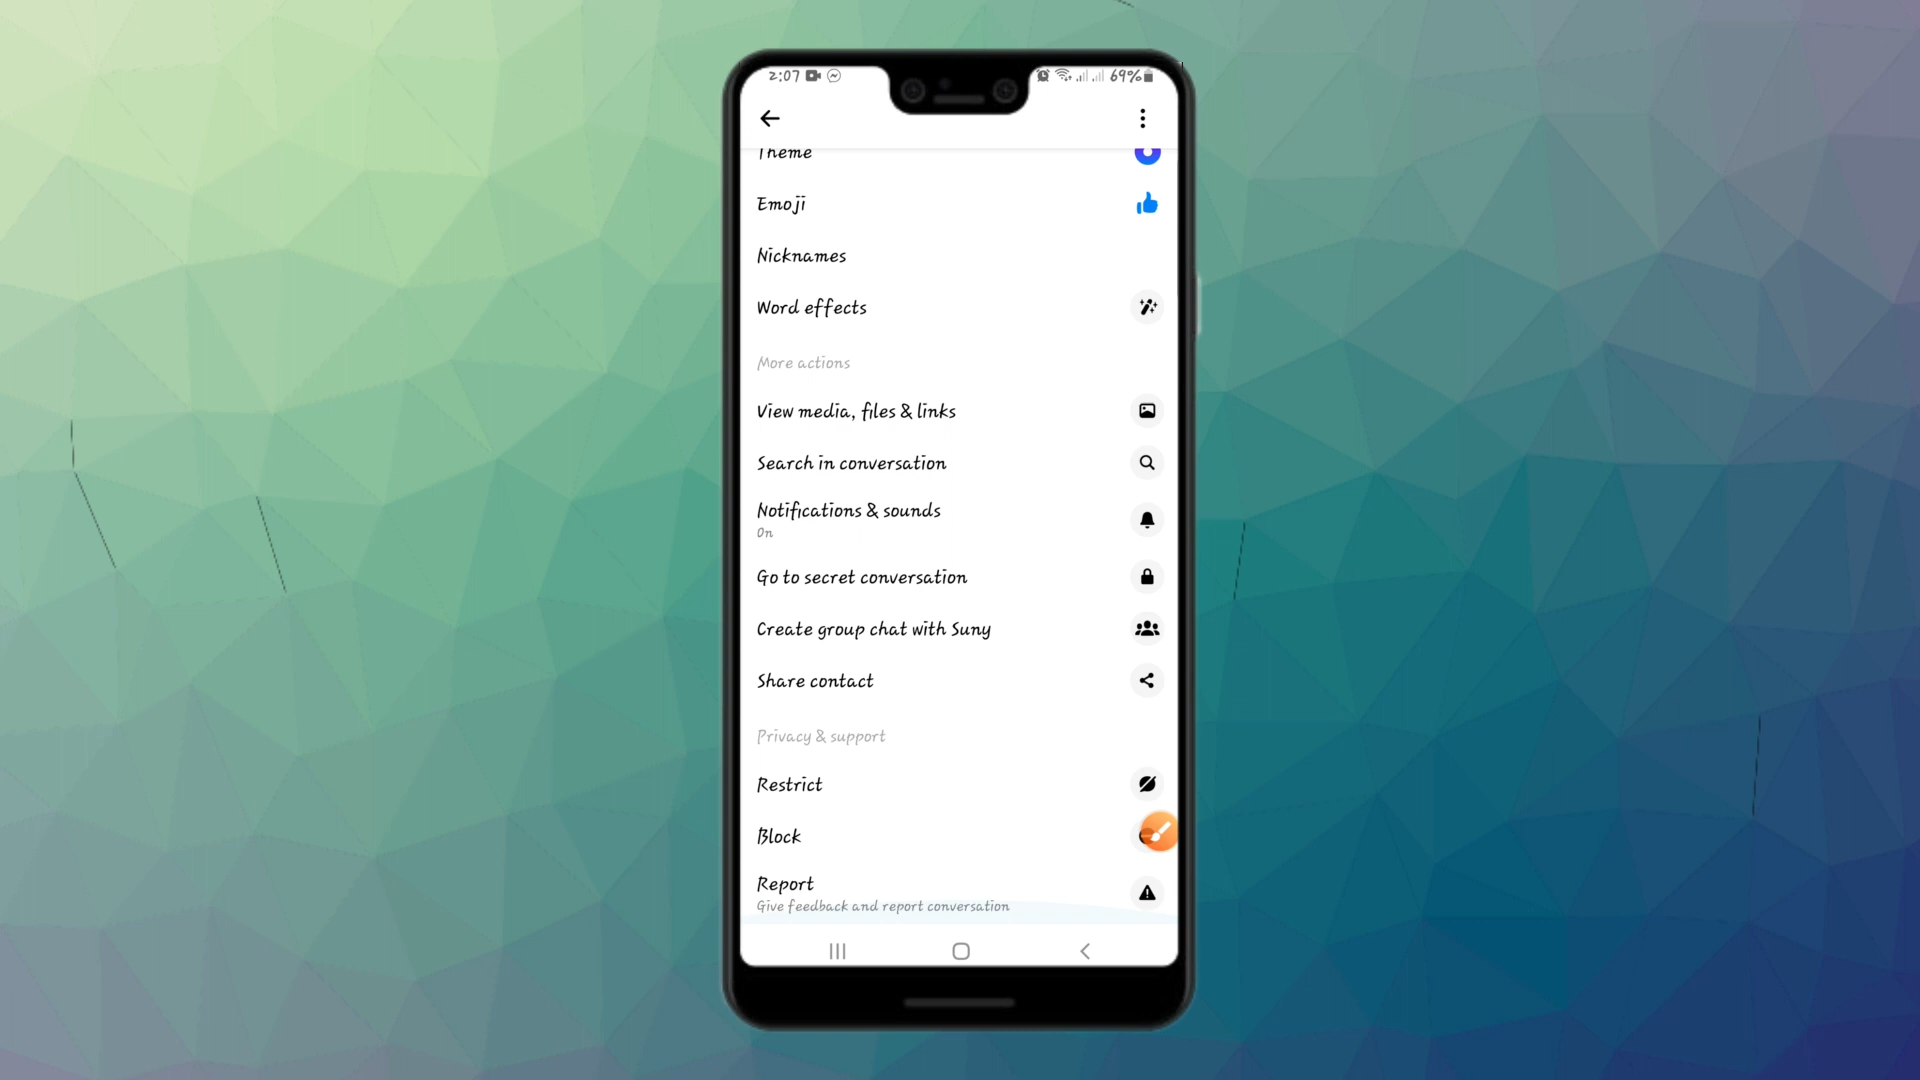 2:07
69%
Theme
Emoji
Nicknames
Word effects
More actions
View media, files & links
Search in conversation
Notifications & sounds
On
Go to secret conversation
Create group chat with Suny
Share contact
Privacy & support
Restrict
Block
Report
Give feedback and report conversation